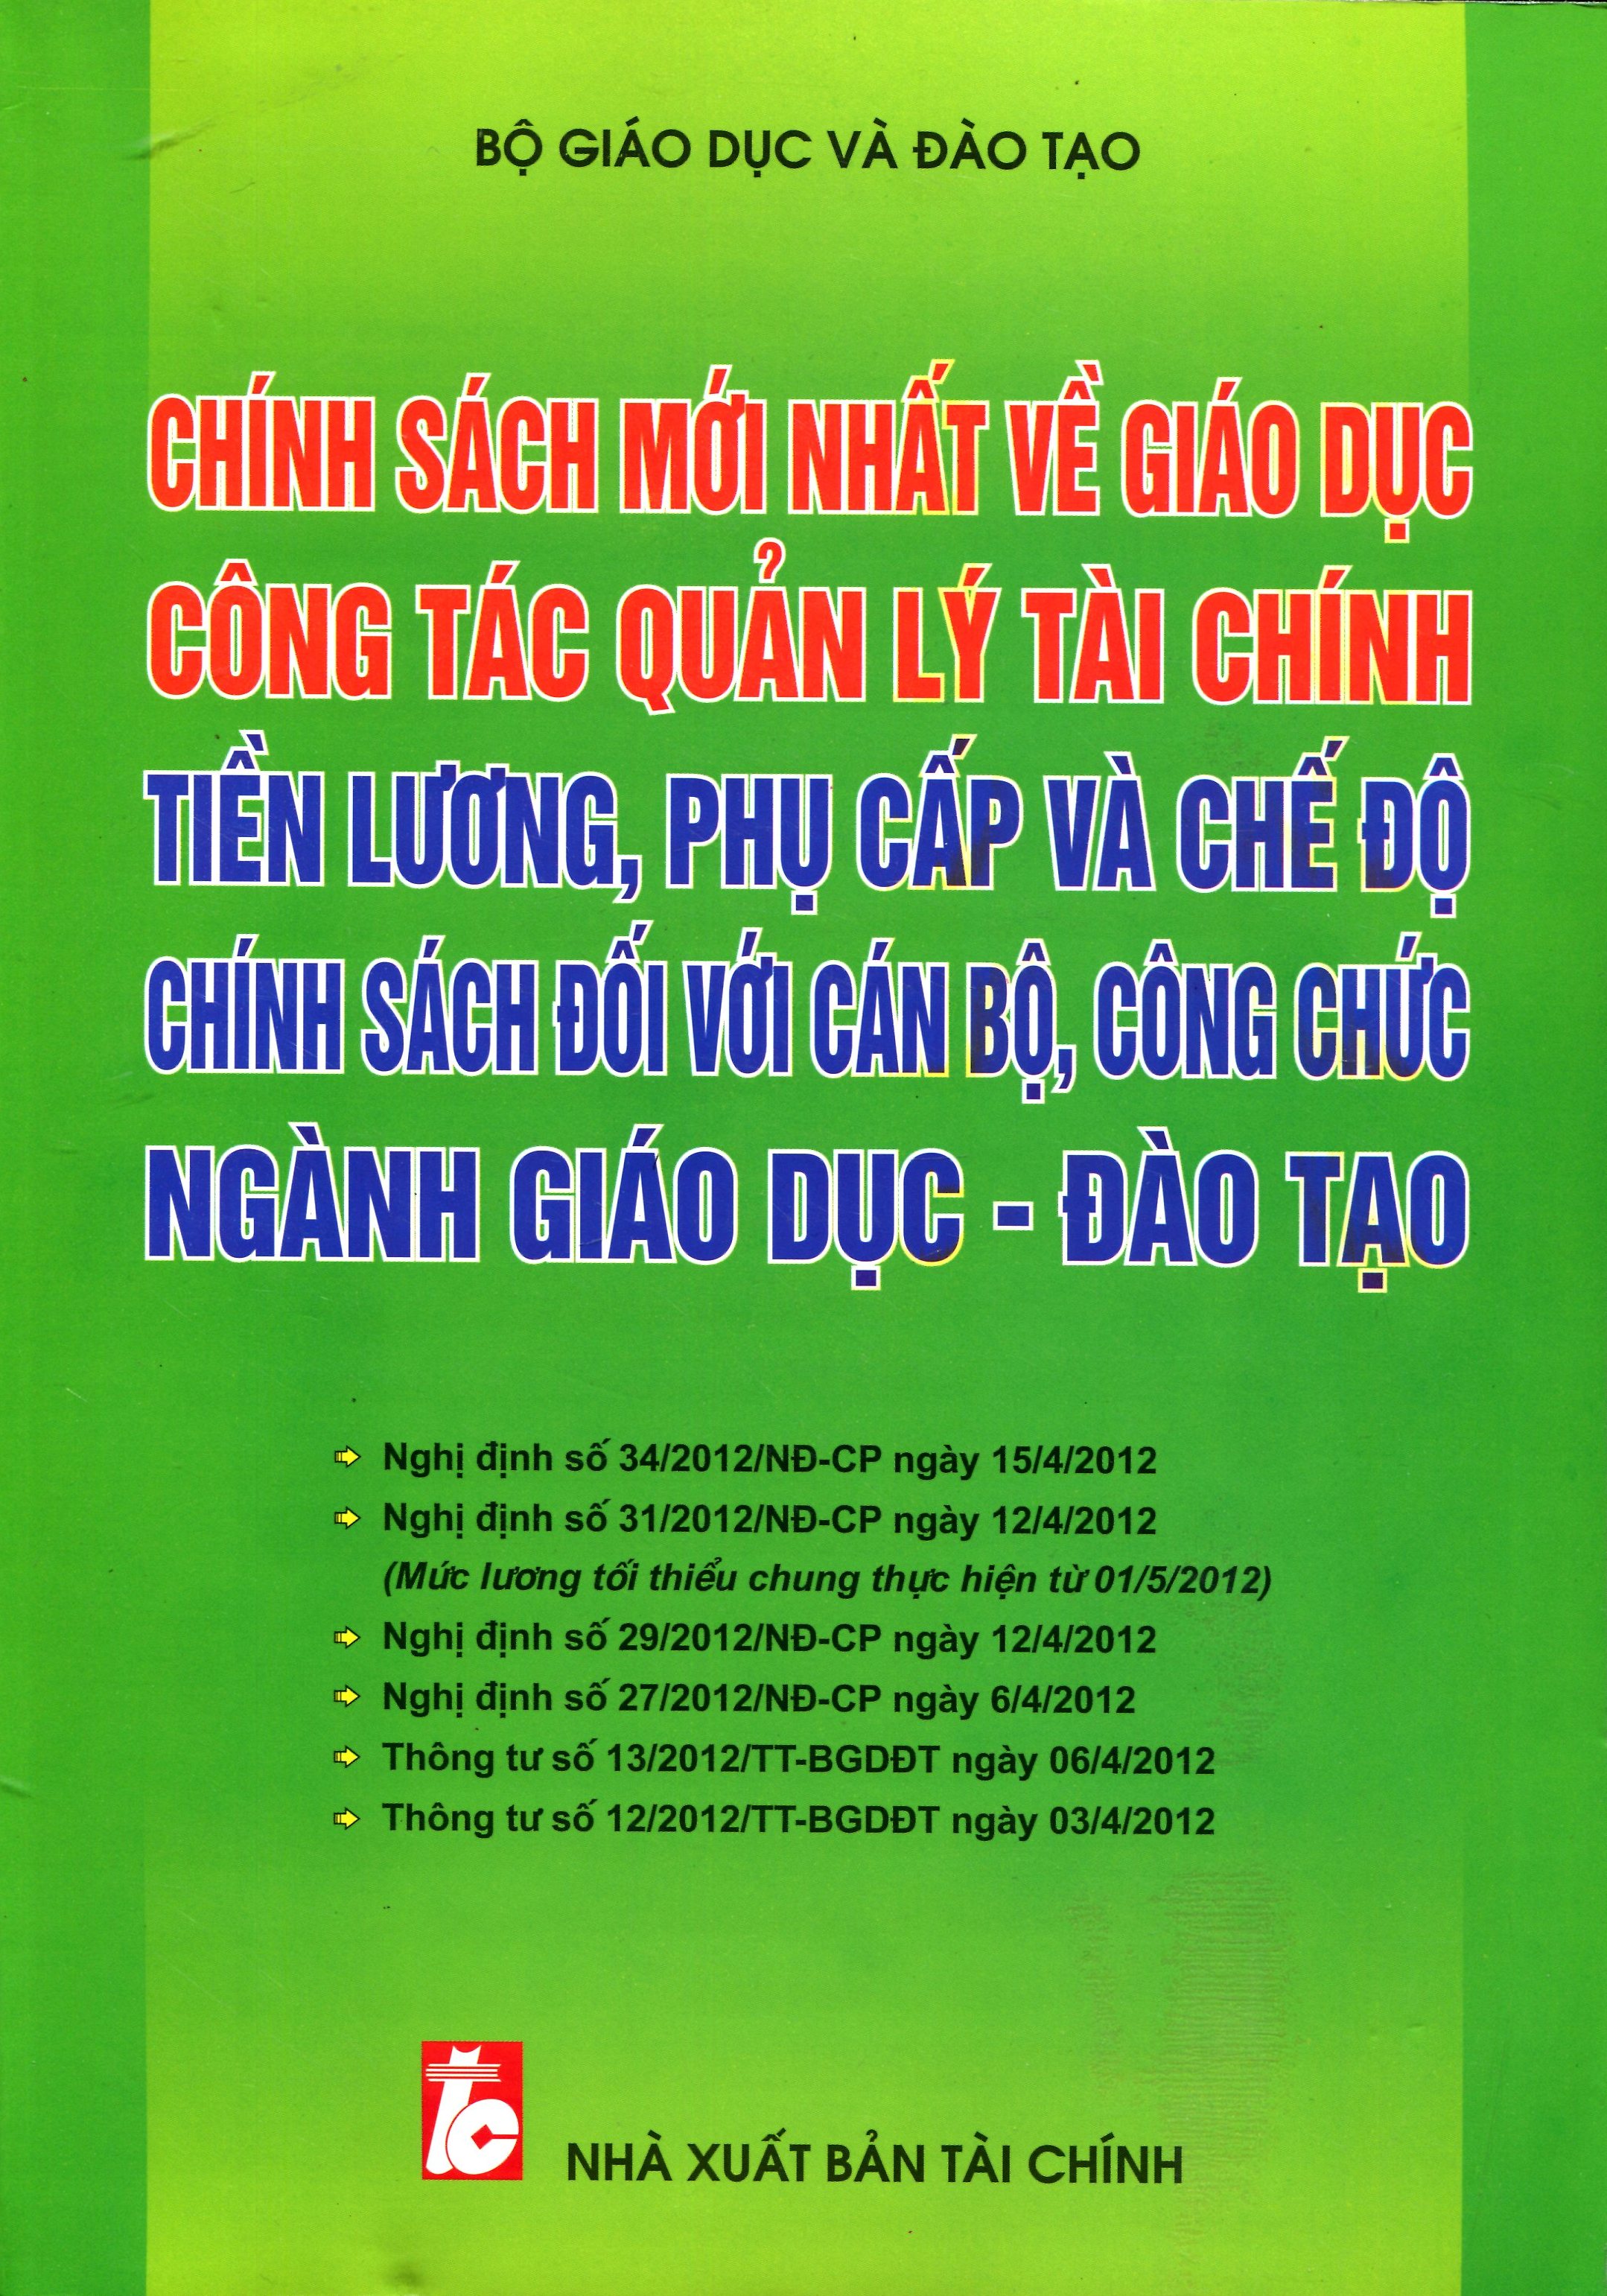 BỘ GIÁO DỤC VÀ ĐÀO TẠO
CHÍNH SÁCH MỚI NHẤT VỀ GIÁO DỤC
CÔNG TÁC QUẢN LÝ TÀI CHÍNH
TIỀN LƯƠNG, PHỤ CẤP VÀ CHẾ ĐỘ
CHÍNH SÁCH ĐỐI VỚI CÁN BỘ, CÔNG CHỨC
NGÀNH GIÁO DỤC - ĐÀO TẠO
Nghị định số 34/2012/NĐ-CP ngày 15/4/2012
Nghị định số 31/2012/NĐ-CP ngày 12/4/2012
(Mức lương tối thiểu chung thực hiện từ 01/5/2012)
Nghị định số 29/2012/NĐ-CP ngày 12/4/2012
Nghị định số 27/2012/NĐ-CP ngày 6/4/2012
Thông tư số 13/2012/TT-BGDĐT ngày 06/4/2012
Thông tư số 12/2012/TT-BGDĐT ngày 03/4/2012
tc
NHÀ XUẤT BẢN TÀI CHÍNH